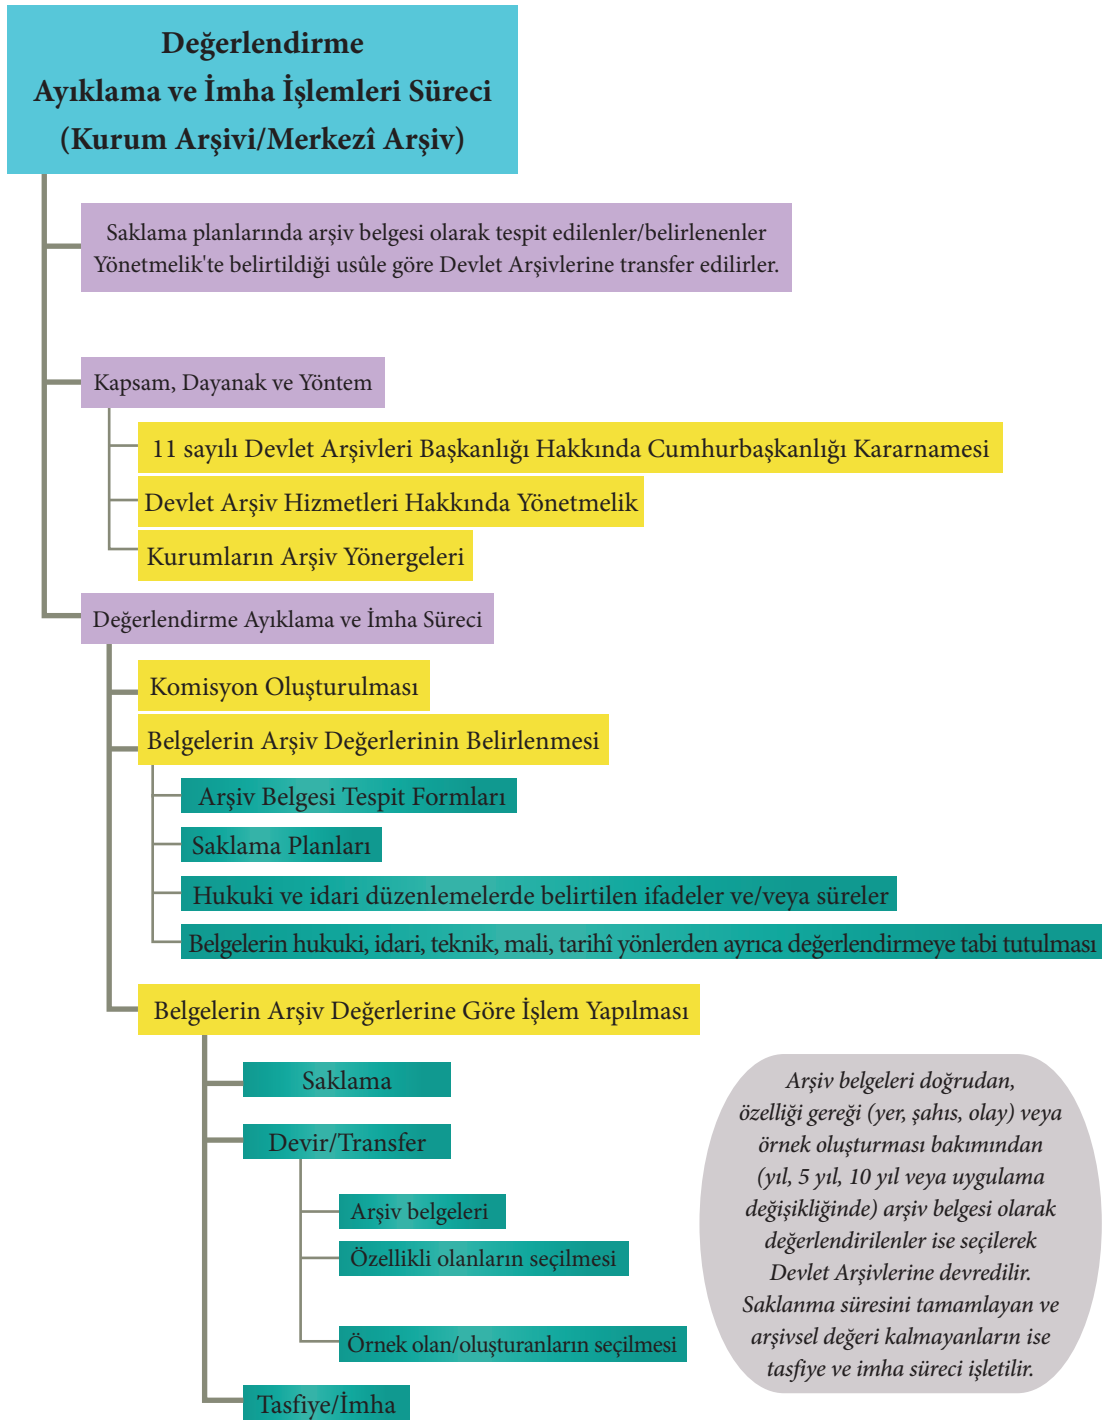 Değerlendirme
Ayıklama ve İmha İşlemleri Süreci
(Kurum Arşivi/Merkezî Arşiv)
Saklama planlarında arşiv belgesi olarak tespit edilenler/belirlenenler
Yönetmelik'te belirtildiği usûle göre Devlet Arşivlerine transfer edilirler.
Kapsam, Dayanak ve Yöntem
11 sayılı Devlet Arşivleri Başkanlığı Hakkında Cumhurbaşkanlığı Kararnamesi
Devlet Arşiv Hizmetleri Hakkında Yönetmelik
Kurumların Arşiv Yönergeleri
Değerlendirme Ayıklama ve İmha Süreci
Komisyon Oluşturulması
Belgelerin Arşiv Değerlerinin Belirlenmesi
Arşiv Belgesi Tespit Formları
Saklama Planları
Hukuki ve idari düzenlemelerde belirtilen ifadeler ve/veya süreler
Belgelerin hukuki, idari, teknik, mali, tarihî yönlerden ayrıca değerlendirmeye tabi tutulması
Belgelerin Arşiv Değerlerine Göre İşlem Yapılması
Saklama
Devir/Transfer
Arşiv belgeleri
Özellikli olanların seçilmesi
Örnek olan/oluşturanların seçilmesi
Tasfiye/İmha
Arşiv belgeleri doğrudan,
özelliği gereği (yer, şahıs, olay) veya
örnek oluşturması bakımından
(yıl, 5 yıl, 10 yıl veya uygulama
değişikliğinde) arşiv belgesi olarak
değerlendirilenler ise seçilerek
Devlet Arşivlerine devredilir.
Saklanma süresini tamamlayan ve
arşivsel değeri kalmayanların ise
tasfiye ve imha süreci işletilir.